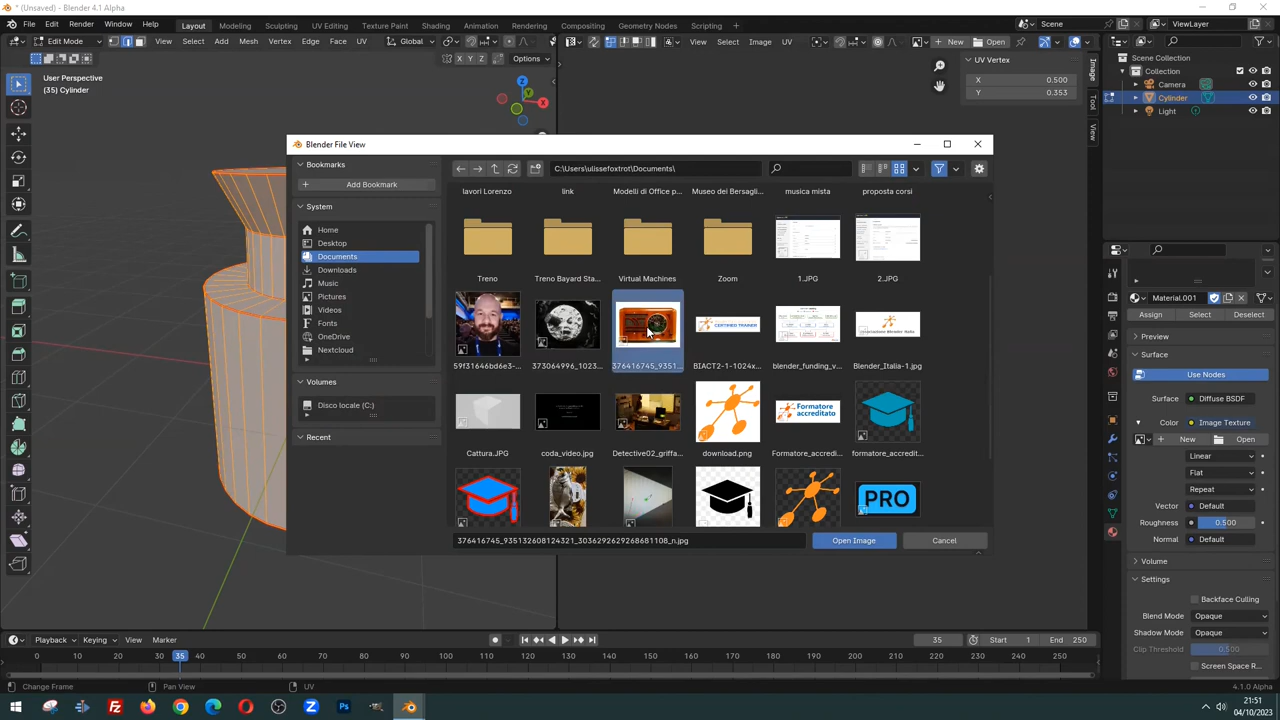 * (Unsaved) - Blender 4.1 Alpha
File Edit Render Window Help Layout Modeling Sculpting UV Editing Texture Paint Shading Animation Rendering Compositing Geometry Nodes Scripting Scene ViewLayer
Edit Mode View Select Add Mesh Vertex Edge Face UV Global View Select Image UV New Open
X Y Z Options
User Perspective
(35) Cylinder
UV Vertex
X 0.500
Y 0.353
Image
Tool
View
Scene Collection
Collection
Camera
Cylinder
Light
Blender File View
Bookmarks
Add Bookmark
System
Home
Desktop
Documents
Downloads
Music
Pictures
Videos
Fonts
OneDrive
Nextcloud
Volumes
Disco locale (C:)
Recent
C:\Users\ulissefoxtrot\Documents\
lavori Lorenzo link Modelli di Office p... Museo dei Bersagli... musica mista proposta corsi
Treno Treno Bayard Sta... Virtual Machines Zoom 1.JPG 2.JPG
CERTIFIED TRAINER
59f31646bd6e3-... 373064996_1023... 376416745_9351... BIACT2-1-1024x... blender_funding_v... Blender_Italia-1.jpg
Formatore
accreditato
Cattura.JPG coda_video.jpg Detective02_griffa... download.png Formatore_accredi... formatore_accredit...
PRO
376416745_935132608124321_3036292629268681108_n.jpg
Open Image Cancel
Material.001
Assign Select Deselect
Preview
Surface
Use Nodes
Surface Diffuse BSDF
Color Image Texture
New Open
Linear
Flat
Repeat
Vector Default
Roughness 0.500
Normal Default
Volume
Settings
Backface Culling
Blend Mode Opaque
Shadow Mode Opaque
Clip Threshold 0.500
Screen Space R...
Playback Keying View Marker 35 Start 1 End 250
0 10 20 30 35 40 50 60 70 80 90 100 110 120 130 140 150 160 170 180 190 200 210 220 230 240 250
Change Frame Pan View UV 4.1.0 Alpha
21:51
04/10/2023